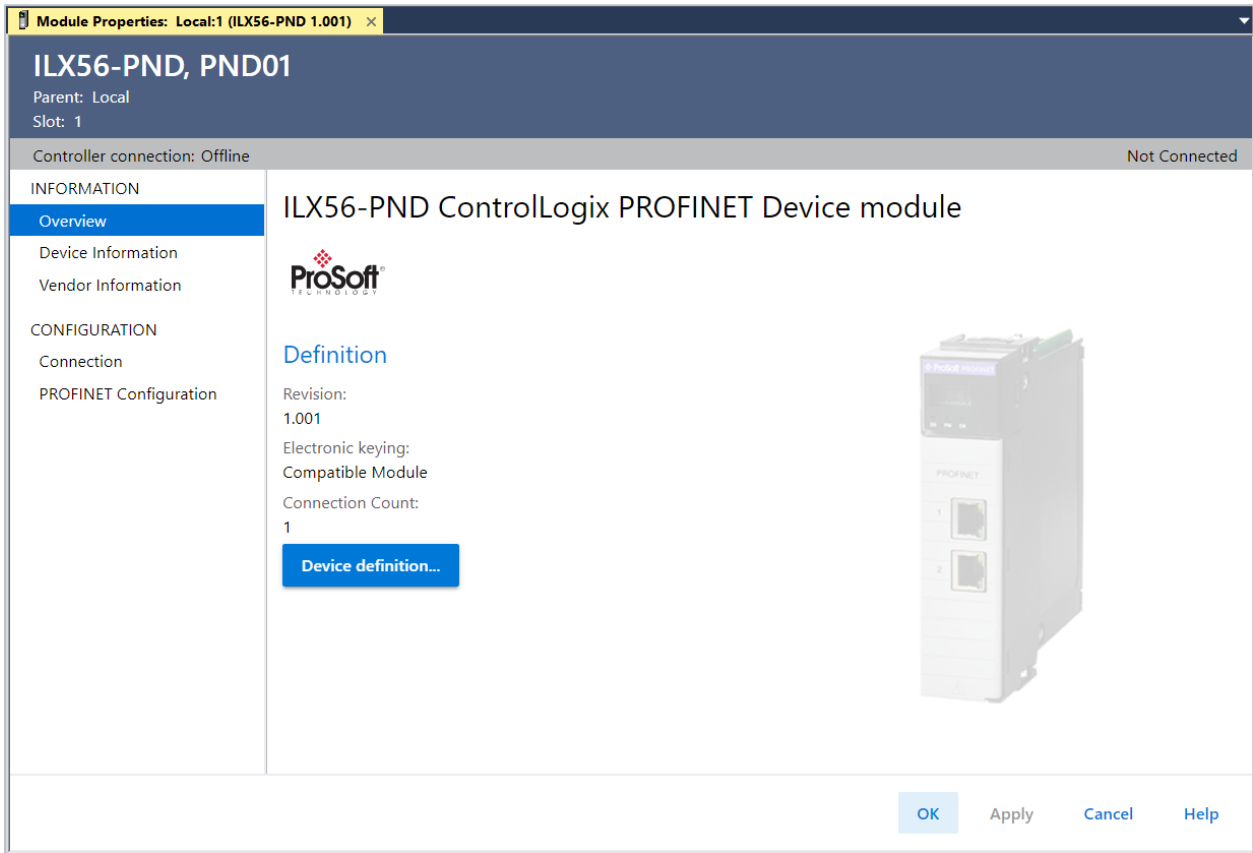 Module Properties: Local:1 (ILX56-PND 1.001)
ILX56-PND, PND01
Parent: Local
Slot: 1
Controller connection: Offline
Not Connected
INFORMATION
Overview
Device Information
Vendor Information
CONFIGURATION
Connection
PROFINET Configuration
ILX56-PND ControlLogix PROFINET Device module
ProSoft®
TECHNOLOGY
Definition
Revision:
1.001
Electronic keying:
Compatible Module
Connection Count:
1
Device definition...
ProSoft PROFINET
PROFINET
1
2
OK
Apply
Cancel
Help